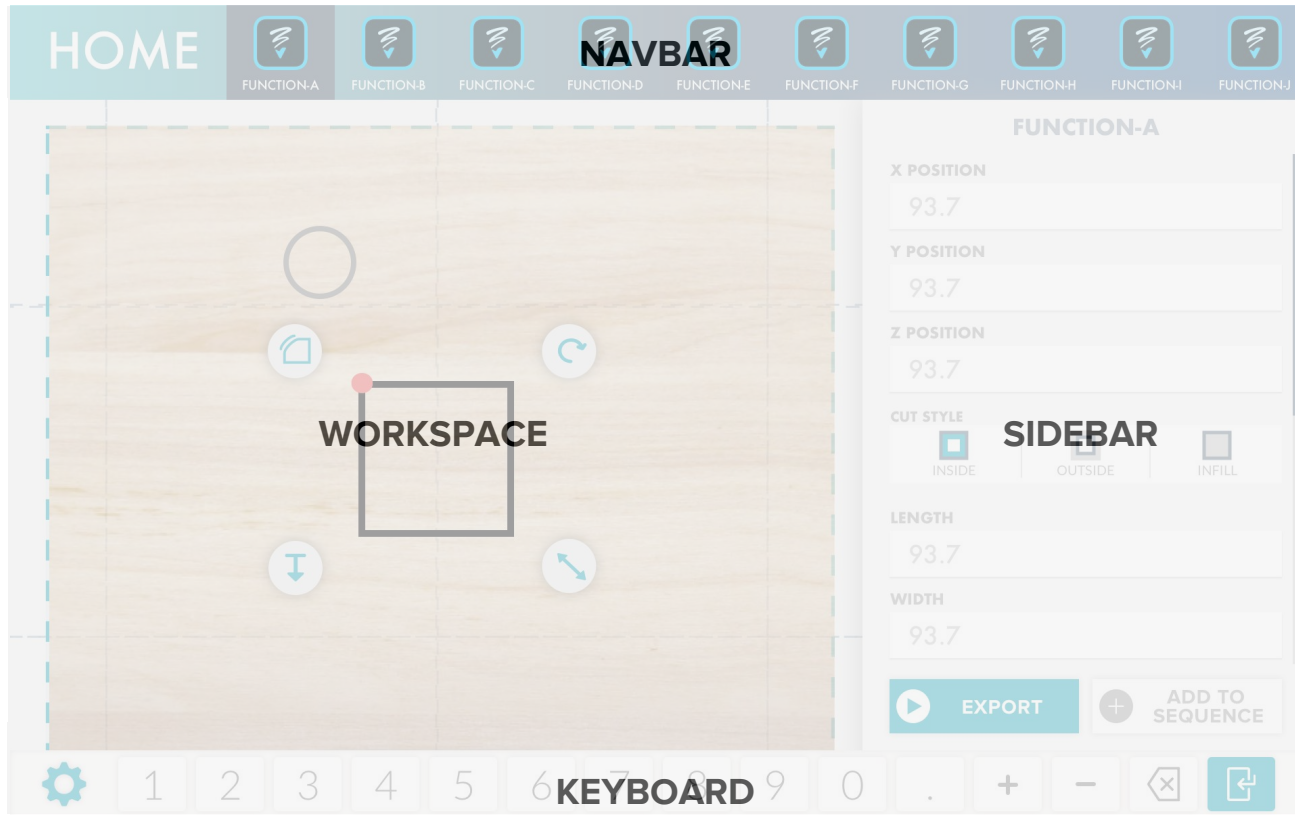 HOME
NAVBAR
FUNCTION-A FUNCTION-B FUNCTION-C FUNCTION-D FUNCTION-E FUNCTION-F FUNCTION-G FUNCTION-H FUNCTION-I FUNCTION-J
WORKSPACE
FUNCTION-A
X POSITION
93.7
Y POSITION
93.7
Z POSITION
93.7
CUT STYLE
SIDEBAR
INSIDE OUTSIDE INFILL
LENGTH
93.7
WIDTH
93.7
EXPORT
ADD TO
SEQUENCE
1 2 3 4 5 6 7 8 9 0 . + −
KEYBOARD